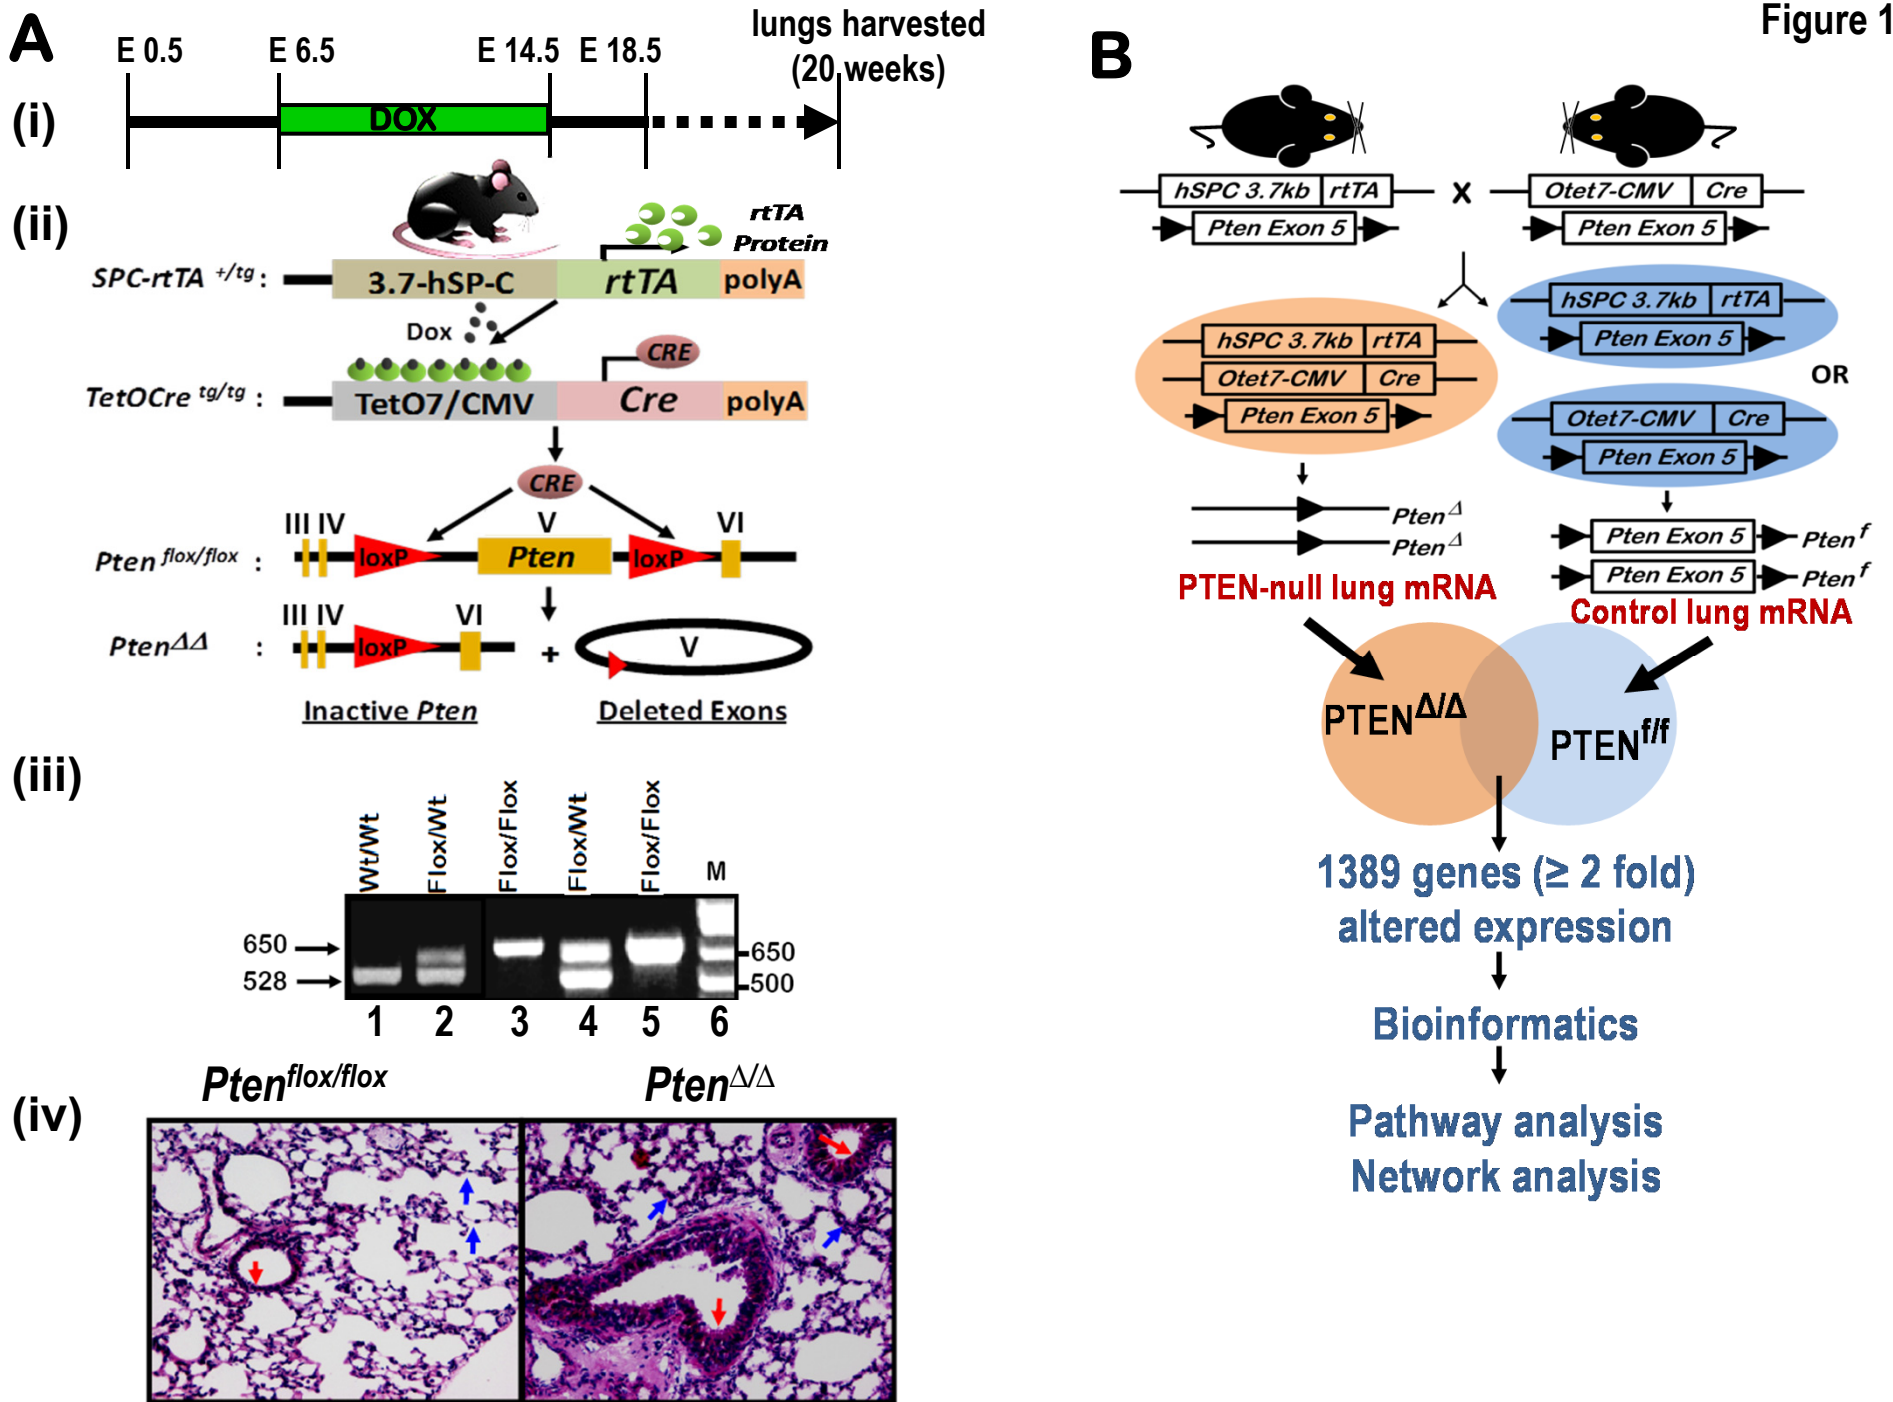 Figure 1
A
E 0.5
E 6.5
E 14.5
E 18.5
lungs harvested
(20 weeks)
(i)
DOX
(ii)
rtTA
Protein
SPC-rtTA +/tg :
3.7-hSP-C
rtTA
polyA
Dox
CRE
TetOCre tg/tg :
TetO7/CMV
Cre
polyA
CRE
III IV
V
VI
Pten flox/flox :
loxP
Pten
loxP
III IV
VI
PtenΔΔ :
loxP
+
V
Inactive Pten
Deleted Exons
(iii)
Wt/Wt
Flox/Wt
Flox/Flox
Flox/Wt
Flox/Flox
M
650
528
650
500
1 2 3 4 5 6
Ptenflox/flox
PtenΔ/Δ
(iv)
B
hSPC 3.7kb rtTA
X
Otet7-CMV Cre
Pten Exon 5
Pten Exon 5
hSPC 3.7kb rtTA
Otet7-CMV Cre
Pten Exon 5
hSPC 3.7kb rtTA
Pten Exon 5
OR
Otet7-CMV Cre
Pten Exon 5
PtenΔ
PtenΔ
PTEN-null lung mRNA
Pten Exon 5 Ptenf
Pten Exon 5 Ptenf
Control lung mRNA
PTENΔ/Δ
PTENf/f
1389 genes (≥ 2 fold)
altered expression
Bioinformatics
Pathway analysis
Network analysis